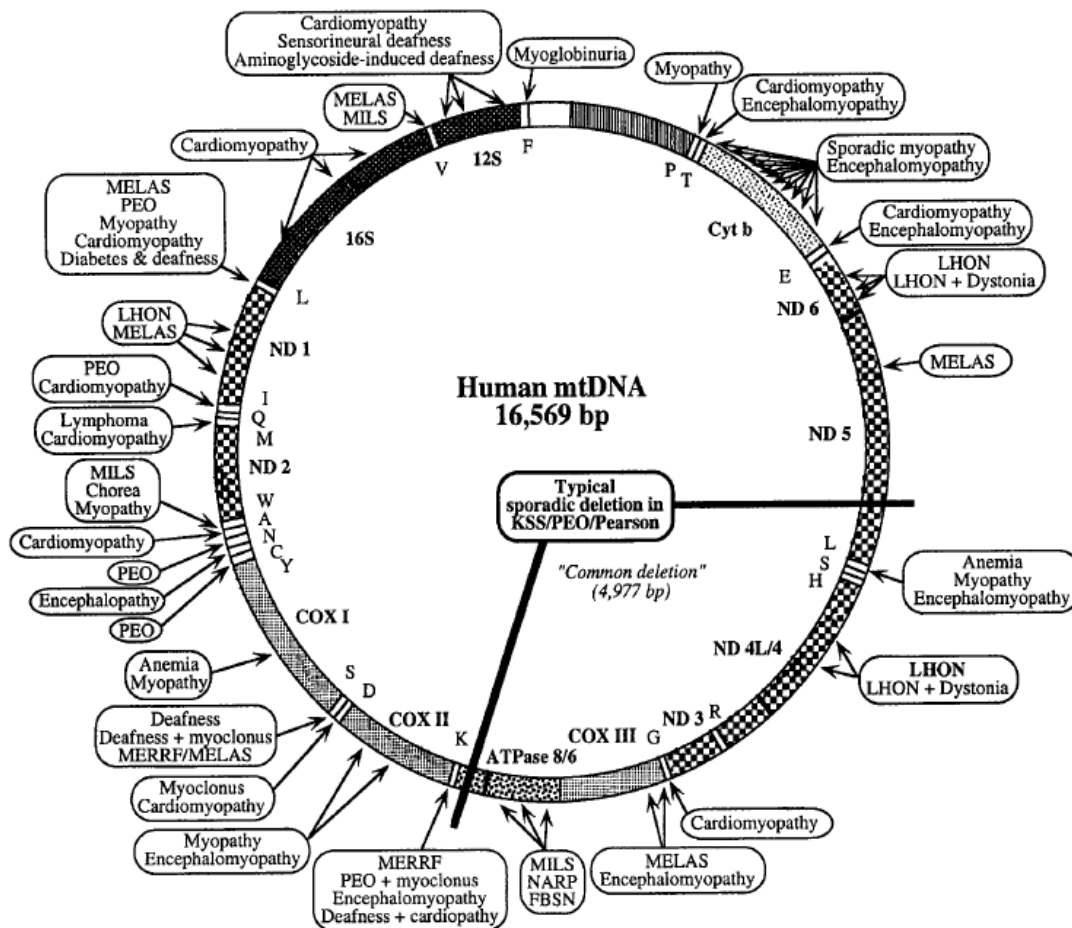 Cardiomyopathy
Sensorineural deafness
Aminoglycoside-induced deafness
Myoglobinuria
Myopathy
Cardiomyopathy
Encephalomyopathy
MELAS
MILS
Cardiomyopathy
Sporadic myopathy
Encephalomyopathy
F
V
12S
P
T
MELAS
PEO
Myopathy
Cardiomyopathy
Diabetes & deafness
16S
Cyt b
Cardiomyopathy
Encephalomyopathy
E
LHON
LHON + Dystonia
L
ND 6
LHON
MELAS
ND 1
MELAS
PEO
Cardiomyopathy
Human mtDNA
16,569 bp
I
Q
M
Lymphoma
Cardiomyopathy
ND 5
ND 2
MILS
Chorea
Myopathy
Typical
sporadic deletion in
KSS/PEO/Pearson
W
A
N
C
Y
Cardiomyopathy
PEO
"Common deletion"
(4,977 bp)
L
S
H
Anemia
Myopathy
Encephalomyopathy
Encephalopathy
PEO
COX I
ND 4L/4
Anemia
Myopathy
LHON
LHON + Dystonia
S
D
Deafness
Deafness + myoclonus
MERRF/MELAS
COX II
K
ATPase 8/6
COX III
G
ND 3
R
Myoclonus
Cardiomyopathy
Cardiomyopathy
Myopathy
Encephalomyopathy
MERRF
PEO + myoclonus
Encephalomyopathy
Deafness + cardiopathy
MILS
NARP
FBSN
MELAS
Encephalomyopathy